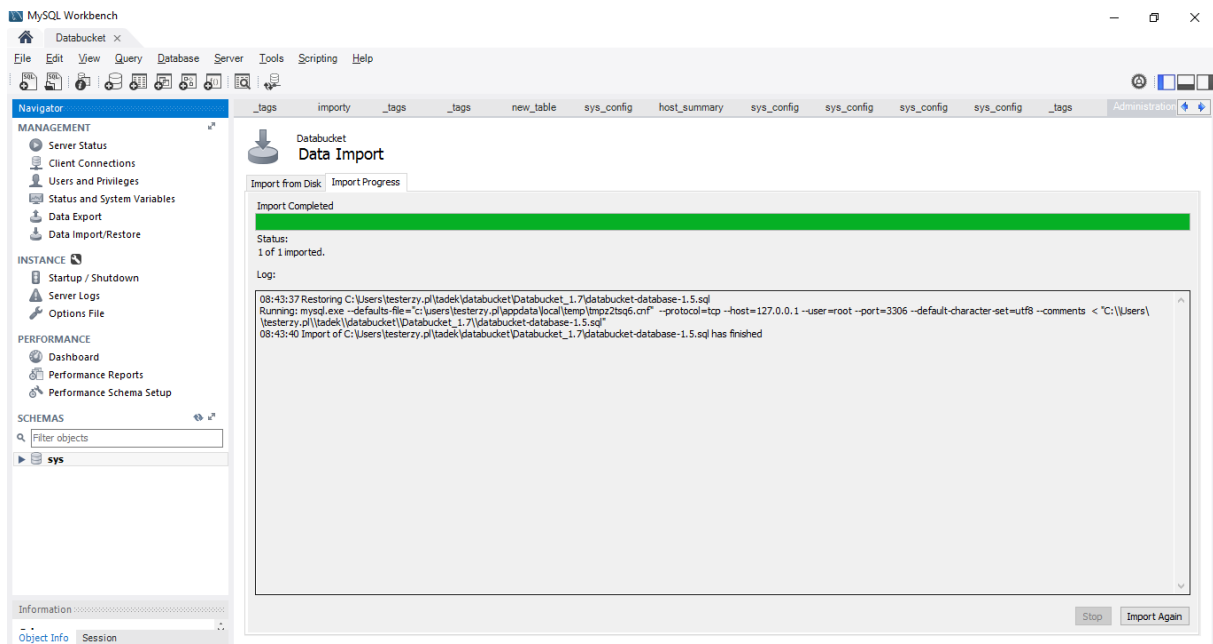 MySQL Workbench
Databucket
File Edit View Query Database Server Tools Scripting Help
Navigator
MANAGEMENT
Server Status
Client Connections
Users and Privileges
Status and System Variables
Data Export
Data Import/Restore
INSTANCE
Startup / Shutdown
Server Logs
Options File
PERFORMANCE
Dashboard
Performance Reports
Performance Schema Setup
SCHEMAS
Filter objects
sys
Information
Object Info Session
_tags importy _tags _tags new_table sys_config host_summary sys_config sys_config sys_config sys_config _tags Administration
Databucket
Data Import
Import from Disk Import Progress
Import Completed
Status:
1 of 1 imported.
Log:
08:43:37 Restoring C:\Users\testerzy.pl\tadek\databucket\Databucket_1.7\databucket-database-1.5.sql
Running: mysql.exe --defaults-file="c:\users\testerzy.pl\appdata\local\temp\tmpz2tsq6.cnf" --protocol=tcp --host=127.0.0.1 --user=root --port=3306 --default-character-set=utf8 --comments < "C:\\Users\
\testerzy.pl\\tadek\\databucket\\Databucket_1.7\\databucket-database-1.5.sql"
08:43:40 Import of C:\Users\testerzy.pl\tadek\databucket\Databucket_1.7\databucket-database-1.5.sql has finished
Stop Import Again